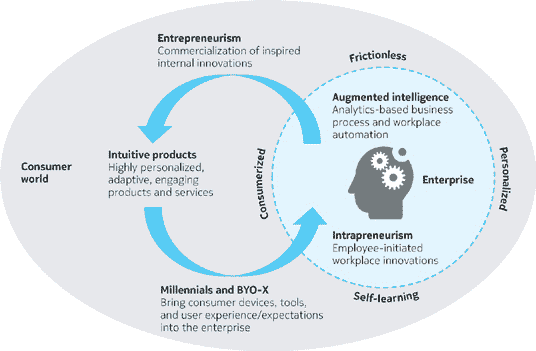 Entrepreneurism
Commercialization of inspired
internal innovations
Frictionless
Augmented intelligence
Analytics-based business
process and workplace
automation
Intuitive products
Highly personalized,
adaptive, engaging
products and services
Consumer
world
Consumerized
Enterprise
Personalized
Intrapreneurism
Employee-initiated
workplace innovations
Millennials and BYO-X
Bring consumer devices, tools,
and user experience/expectations
into the enterprise
Self-learning